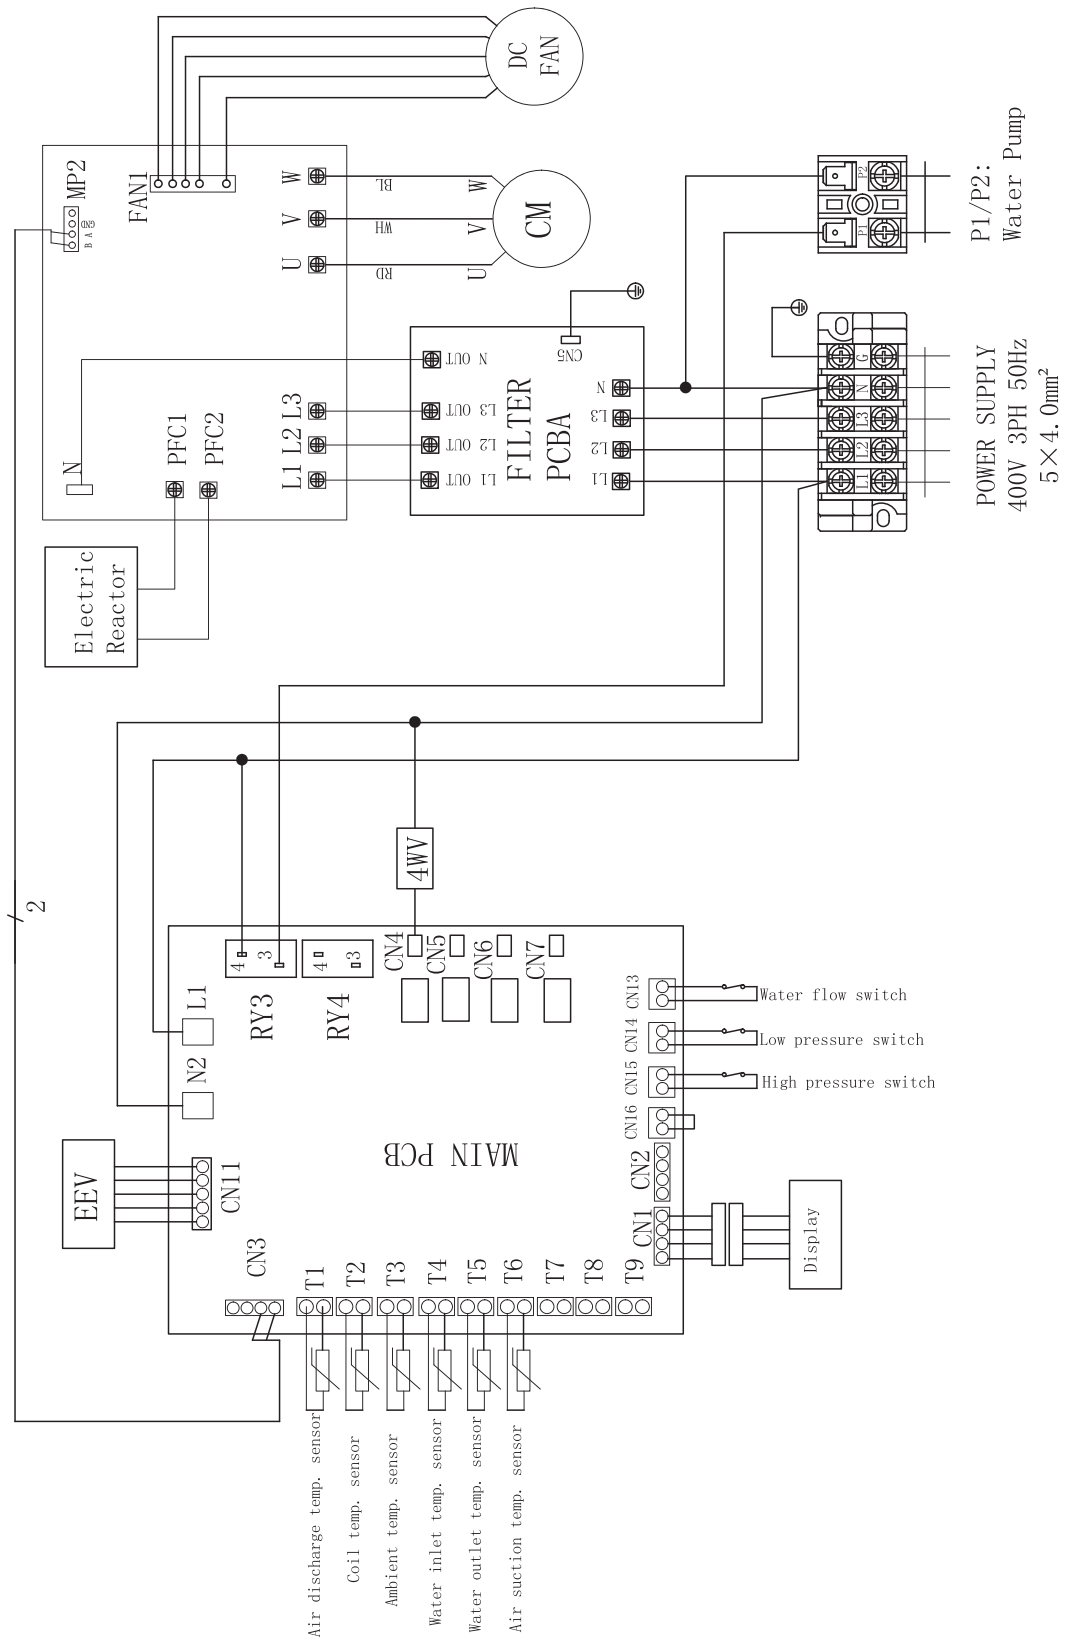 DC
FAN
MP2
GND
B A
FAN1
W
V
U
BL
WH
RD
W
V
U
CM
N
PFC1
PFC2
L1 L2 L3
N OUT
L3 OUT
L2 OUT
L1 OUT
CN5
FILTER
PCBA
N
L3
L2
L1
P2
P1
P1/P2:
Water Pump
G
N
L3
L2
L1
POWER SUPPLY
400V 3PH 50Hz
5×4.0mm²
Electric
Reactor
2
4WV
L1
N2
4
3
RY3
4
3
RY4
CN4
CN5
CN6
CN7
CN13
CN14
CN15
CN16
Water flow switch
Low pressure switch
High pressure switch
MAIN PCB
EEV
CN11
CN3
CN2
CN1
Display
T1
T2
T3
T4
T5
T6
T7
T8
T9
Air discharge temp. sensor
Coil temp. sensor
Ambient temp. sensor
Water inlet temp. sensor
Water outlet temp. sensor
Air suction temp. sensor